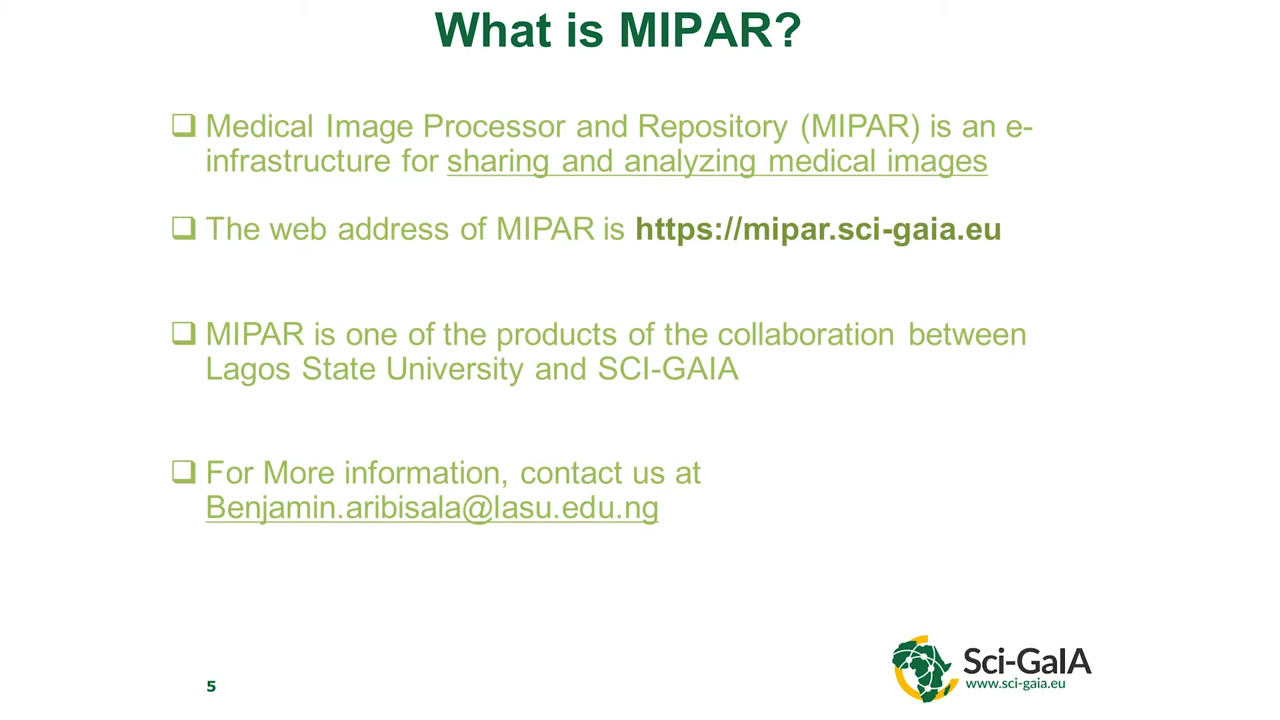 What is MIPAR?
❑ Medical Image Processor and Repository (MIPAR) is an e-
infrastructure for sharing and analyzing medical images
❑ The web address of MIPAR is https://mipar.sci-gaia.eu
❑ MIPAR is one of the products of the collaboration between
Lagos State University and SCI-GAIA
❑ For More information, contact us at
Benjamin.aribisala@lasu.edu.ng
5
Sci-GaIA
www.sci-gaia.eu